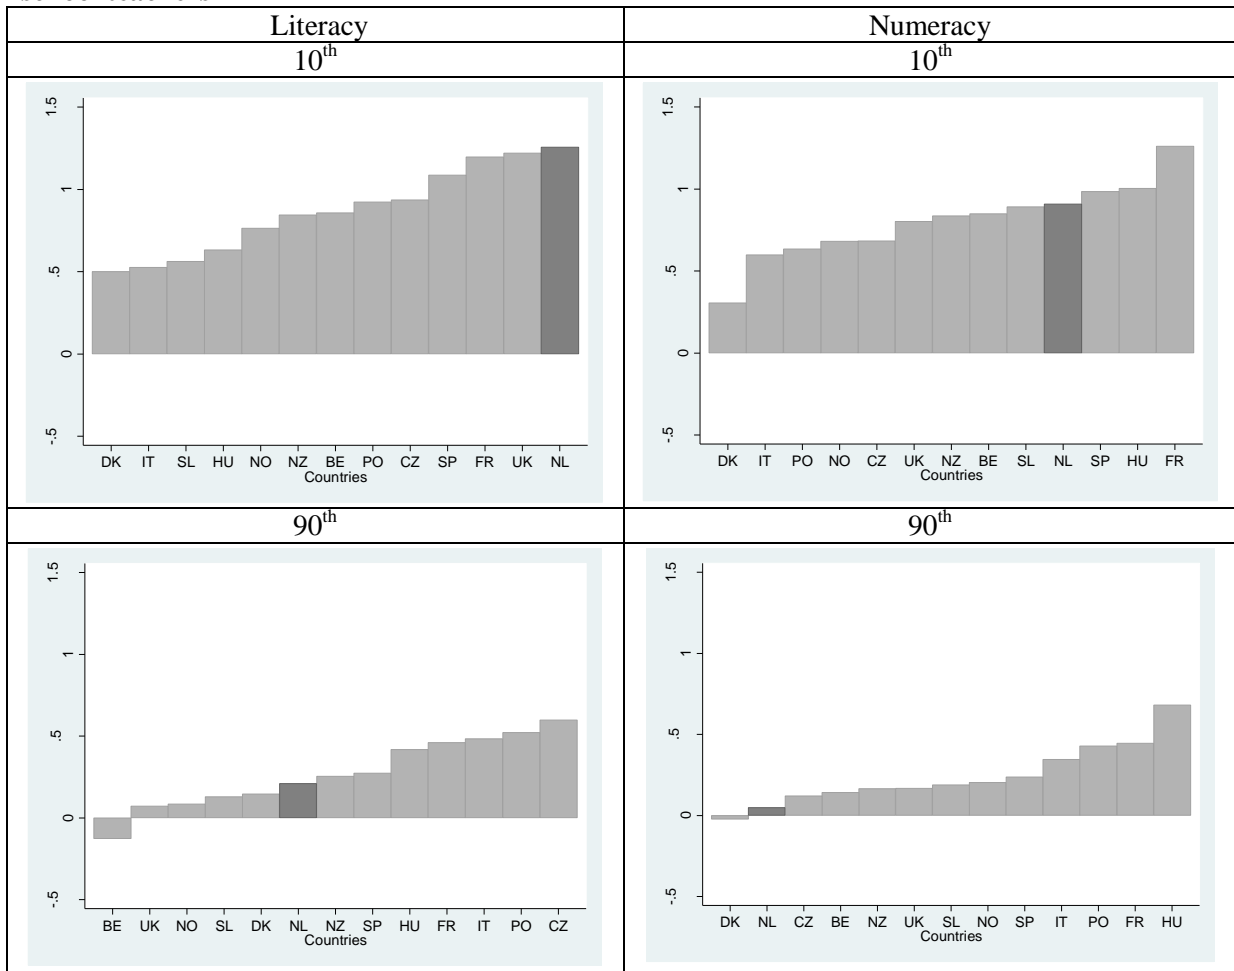 Literacy Numeracy
10th 10th
1.5
1
.5
0
-.5
DK IT SL HU NO NZ BE PO CZ SP FR UK NL
Countries
1.5
1
.5
0
-.5
DK IT PO NO CZ UK NZ BE SL NL SP HU FR
Countries
90th 90th
1.5
1
.5
0
-.5
BE UK NO SL DK NL NZ SP HU FR IT PO CZ
Countries
1.5
1
.5
0
-.5
DK NL CZ BE NZ UK SL NO SP IT PO FR HU
Countries